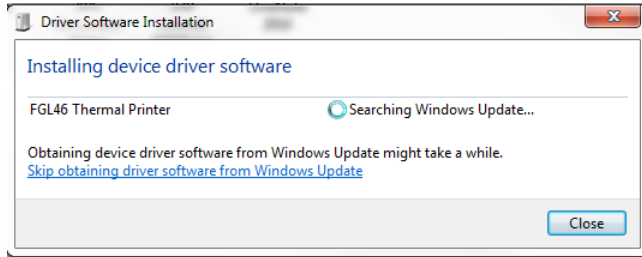 Driver Software Installation
Installing device driver software
FGL46 Thermal Printer Searching Windows Update...
Obtaining device driver software from Windows Update might take a while.
Skip obtaining driver software from Windows Update
Close